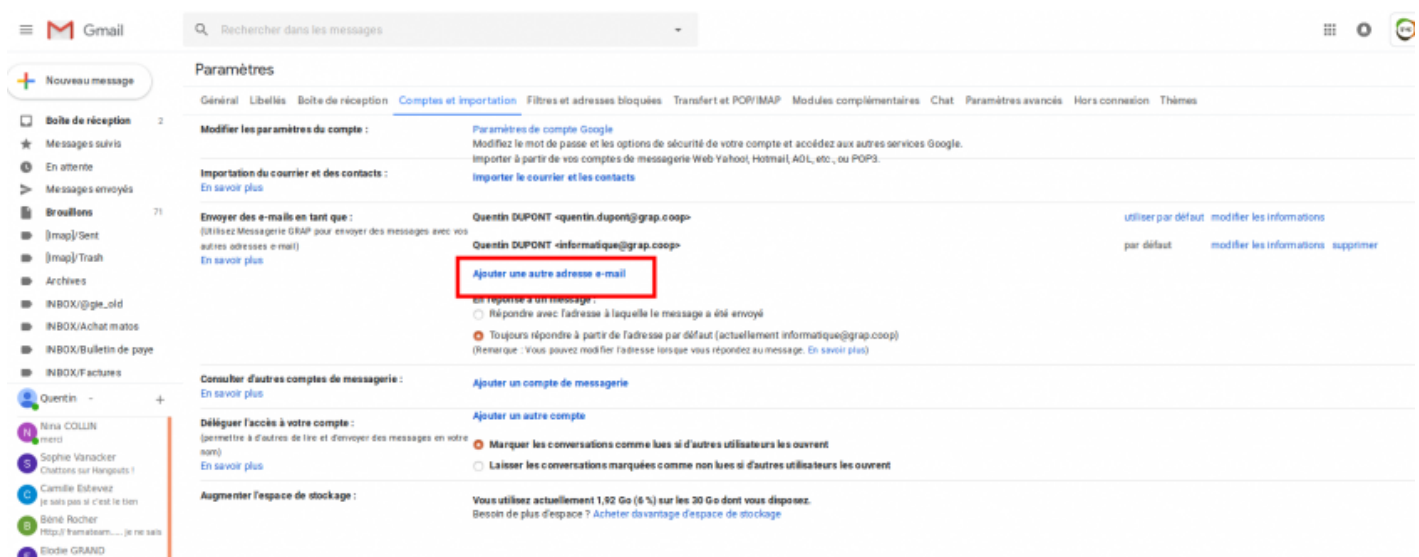 Gmail
Rechercher dans les messages
Nouveau message
Boîte de réception 2
Messages suivis
En attente
Messages envoyés
Brouillons 71
[Imap]/Sent
[Imap]/Trash
Archives
INBOX/@gie_old
INBOX/Achat matos
INBOX/Bulletin de paye
INBOX/Factures
Quentin
Nina COLLIN
merci
Sophie Vanacker
Chattons sur Hangouts !
Camille Estevez
je sais pas si c'est le tien
Bene Rocher
Http://framateam..... je ne sais
Elodie GRAND
Paramètres
Général Libellés Boîte de réception Comptes et importation Filtres et adresses bloquées Transfert et POP/IMAP Modules complémentaires Chat Paramètres avancés Hors connexion Thèmes
Modifier les paramètres du compte :
Paramètres de compte Google
Modifiez le mot de passe et les options de sécurité de votre compte et accédez aux autres services Google.
Importer à partir de vos comptes de messagerie Web Yahoo!, Hotmail, AOL, etc., ou POP3.
Importation du courrier et des contacts :
En savoir plus
Importer le courrier et les contacts
Envoyer des e-mails en tant que :
(Utilisez Messagerie GRAP pour envoyer des messages avec vos
autres adresses e-mail)
En savoir plus
Quentin DUPONT <quentin.dupont@grap.coop> utiliser par défaut modifier les informations
Quentin DUPONT <informatique@grap.coop> par défaut modifier les informations supprimer
Ajouter une autre adresse e-mail
En réponse à un message :
Répondre avec l'adresse à laquelle le message a été envoyé
Toujours répondre à partir de l'adresse par défaut (actuellement informatique@grap.coop)
(Remarque : Vous pouvez modifier l'adresse lorsque vous répondez au message. En savoir plus)
Consulter d'autres comptes de messagerie :
En savoir plus
Ajouter un compte de messagerie
Déléguer l'accès à votre compte :
(permettre à d'autres de lire et d'envoyer des messages en votre
nom)
En savoir plus
Ajouter un autre compte
Marquer les conversations comme lues si d'autres utilisateurs les ouvrent
Laisser les conversations marquées comme non lues si d'autres utilisateurs les ouvrent
Augmenter l'espace de stockage :
Vous utilisez actuellement 1,92 Go (6 %) sur les 30 Go dont vous disposez.
Besoin de plus d'espace ? Acheter davantage d'espace de stockage